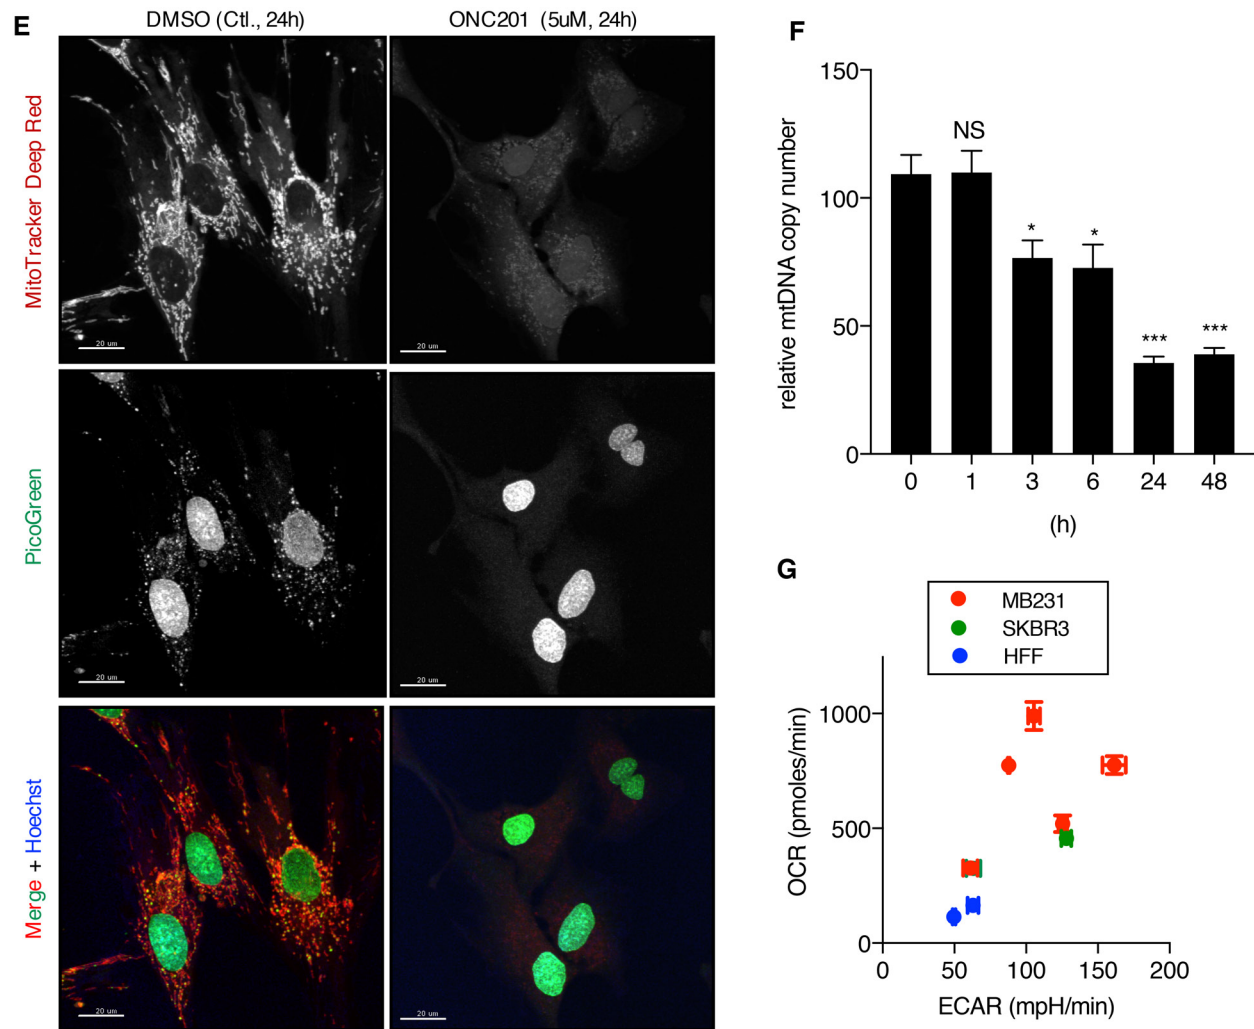 E
DMSO (Ctl., 24h)
ONC201 (5uM, 24h)
MitoTracker Deep Red
20 um
20 um
PicoGreen
20 um
20 um
Merge + Hoechst
20 um
20 um
F
relative mtDNA copy number
150
100
50
0
NS
*
*
***
***
0 1 3 6 24 48
(h)
G
MB231
SKBR3
HFF
OCR (pmoles/min)
1000
500
0
0 50 100 150 200
ECAR (mpH/min)